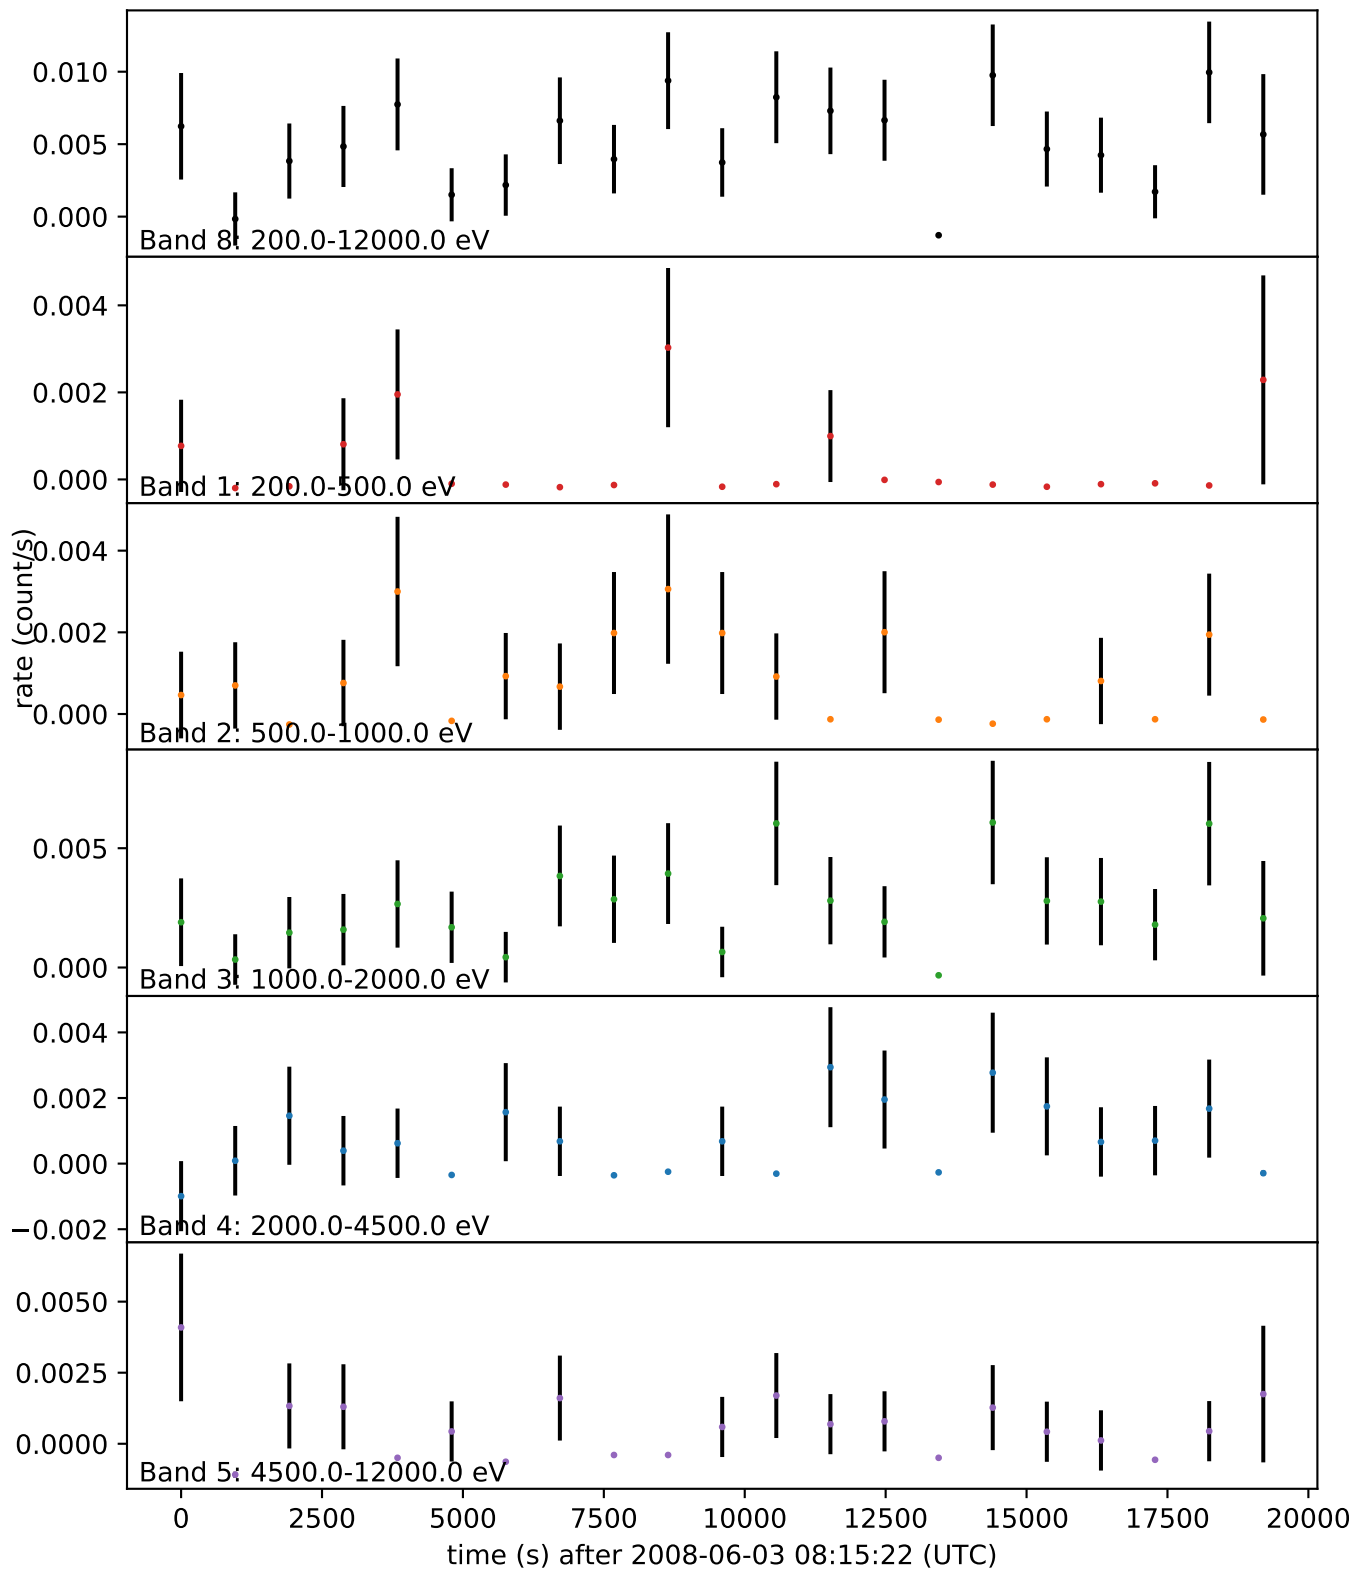 0.010
0.005
0.000
Band 8: 200.0-12000.0 eV
0.004
0.002
0.000
Band 1: 200.0-500.0 eV
rate (count/s)
0.004
0.002
0.000
Band 2: 500.0-1000.0 eV
0.005
0.000
Band 3: 1000.0-2000.0 eV
0.004
0.002
0.000
−0.002
Band 4: 2000.0-4500.0 eV
0.0050
0.0025
0.0000
Band 5: 4500.0-12000.0 eV
0 2500 5000 7500 10000 12500 15000 17500 20000
time (s) after 2008-06-03 08:15:22 (UTC)